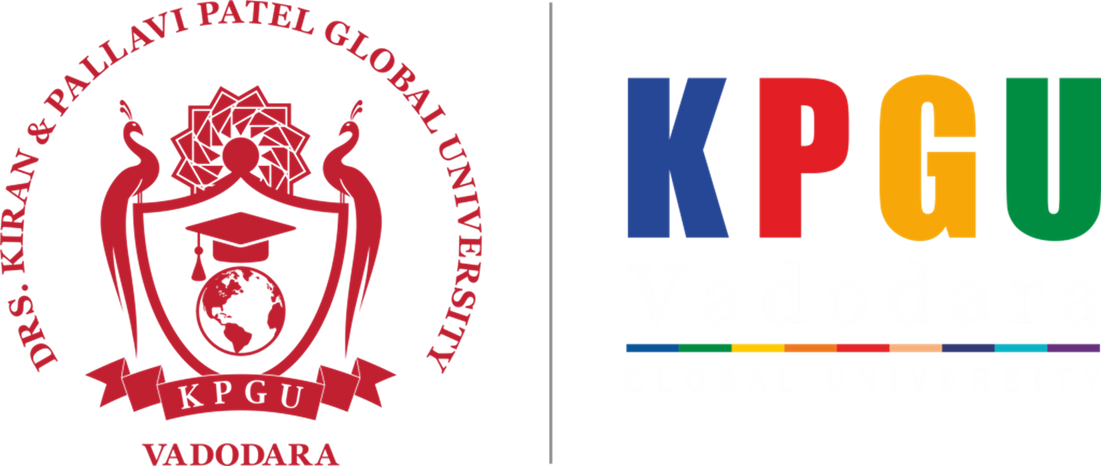 DRS. KIRAN & PALLAVI PATEL GLOBAL UNIVERSITY
KPGU
VADODARA
KPGU
Vadodara